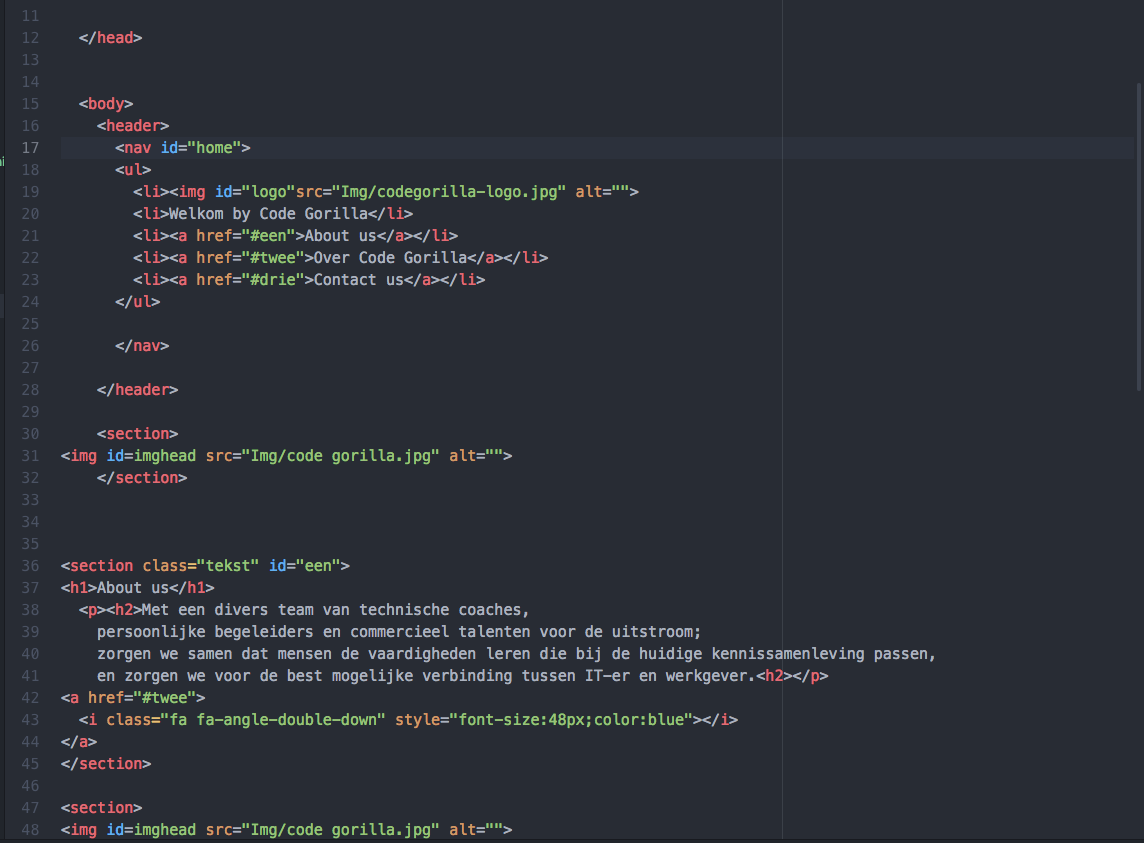 11
12 </head>
13
14
15 <body>
16 <header>
17 <nav id="home">
18 <ul>
19 <li><img id="logo"src="Img/codegorilla-logo.jpg" alt="">
20 <li>Welkom by Code Gorilla</li>
21 <li><a href="#een">About us</a></li>
22 <li><a href="#twee">Over Code Gorilla</a></li>
23 <li><a href="#drie">Contact us</a></li>
24 </ul>
25
26 </nav>
27
28 </header>
29
30 <section>
31 <img id=imghead src="Img/code gorilla.jpg" alt="">
32 </section>
33
34
35
36 <section class="tekst" id="een">
37 <h1>About us</h1>
38 <p><h2>Met een divers team van technische coaches,
39 persoonlijke begeleiders en commercieel talenten voor de uitstroom;
40 zorgen we samen dat mensen de vaardigheden leren die bij de huidige kennissamenleving passen,
41 en zorgen we voor de best mogelijke verbinding tussen IT-er en werkgever.<h2></p>
42 <a href="#twee">
43 <i class="fa fa-angle-double-down" style="font-size:48px;color:blue"></i>
44 </a>
45 </section>
46
47 <section>
48 <img id=imghead src="Img/code gorilla.jpg" alt="">